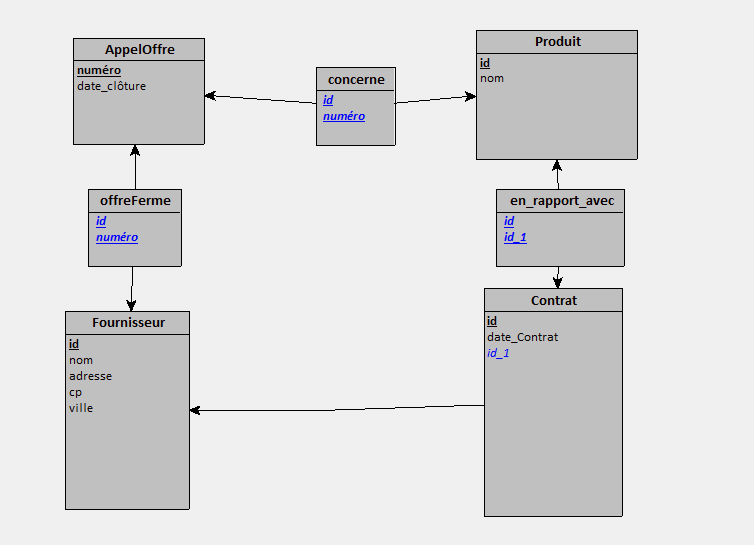 AppelOffre
numéro
date_clôture
concerne
id
numéro
Produit
id
nom
offreFerme
id
numéro
en_rapport_avec
id
id_1
Fournisseur
id
nom
adresse
cp
ville
Contrat
id
date_Contrat
id_1